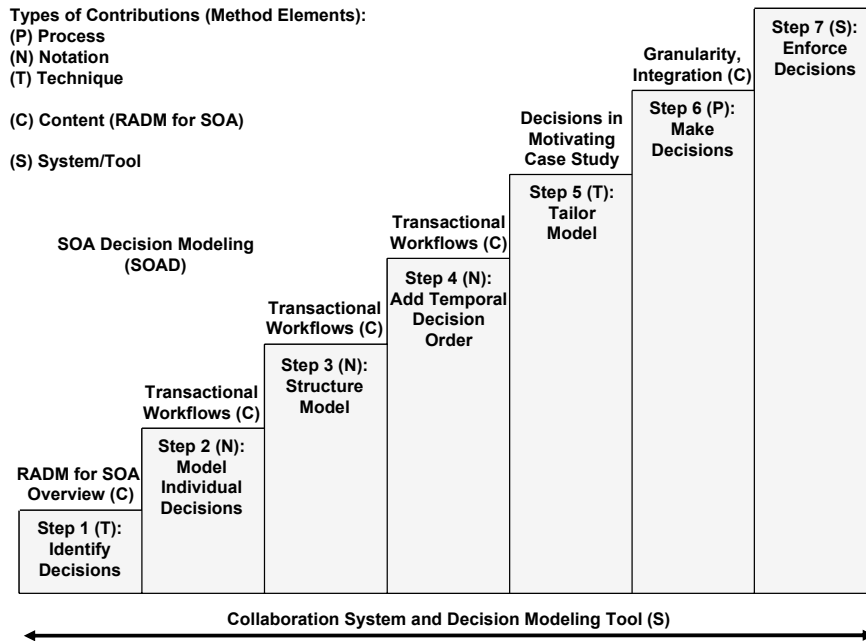 Types of Contributions (Method Elements):
(P) Process
(N) Notation
(T) Technique
(C) Content (RADM for SOA)
(S) System/Tool
SOA Decision Modeling
(SOAD)
RADM for SOA
Overview (C)
Step 1 (T):
Identify
Decisions
Transactional
Workflows (C)
Step 2 (N):
Model
Individual
Decisions
Transactional
Workflows (C)
Step 3 (N):
Structure
Model
Transactional
Workflows (C)
Step 4 (N):
Add Temporal
Decision
Order
Decisions in
Motivating
Case Study
Step 5 (T):
Tailor
Model
Granularity,
Integration (C)
Step 6 (P):
Make
Decisions
Step 7 (S):
Enforce
Decisions
Collaboration System and Decision Modeling Tool (S)